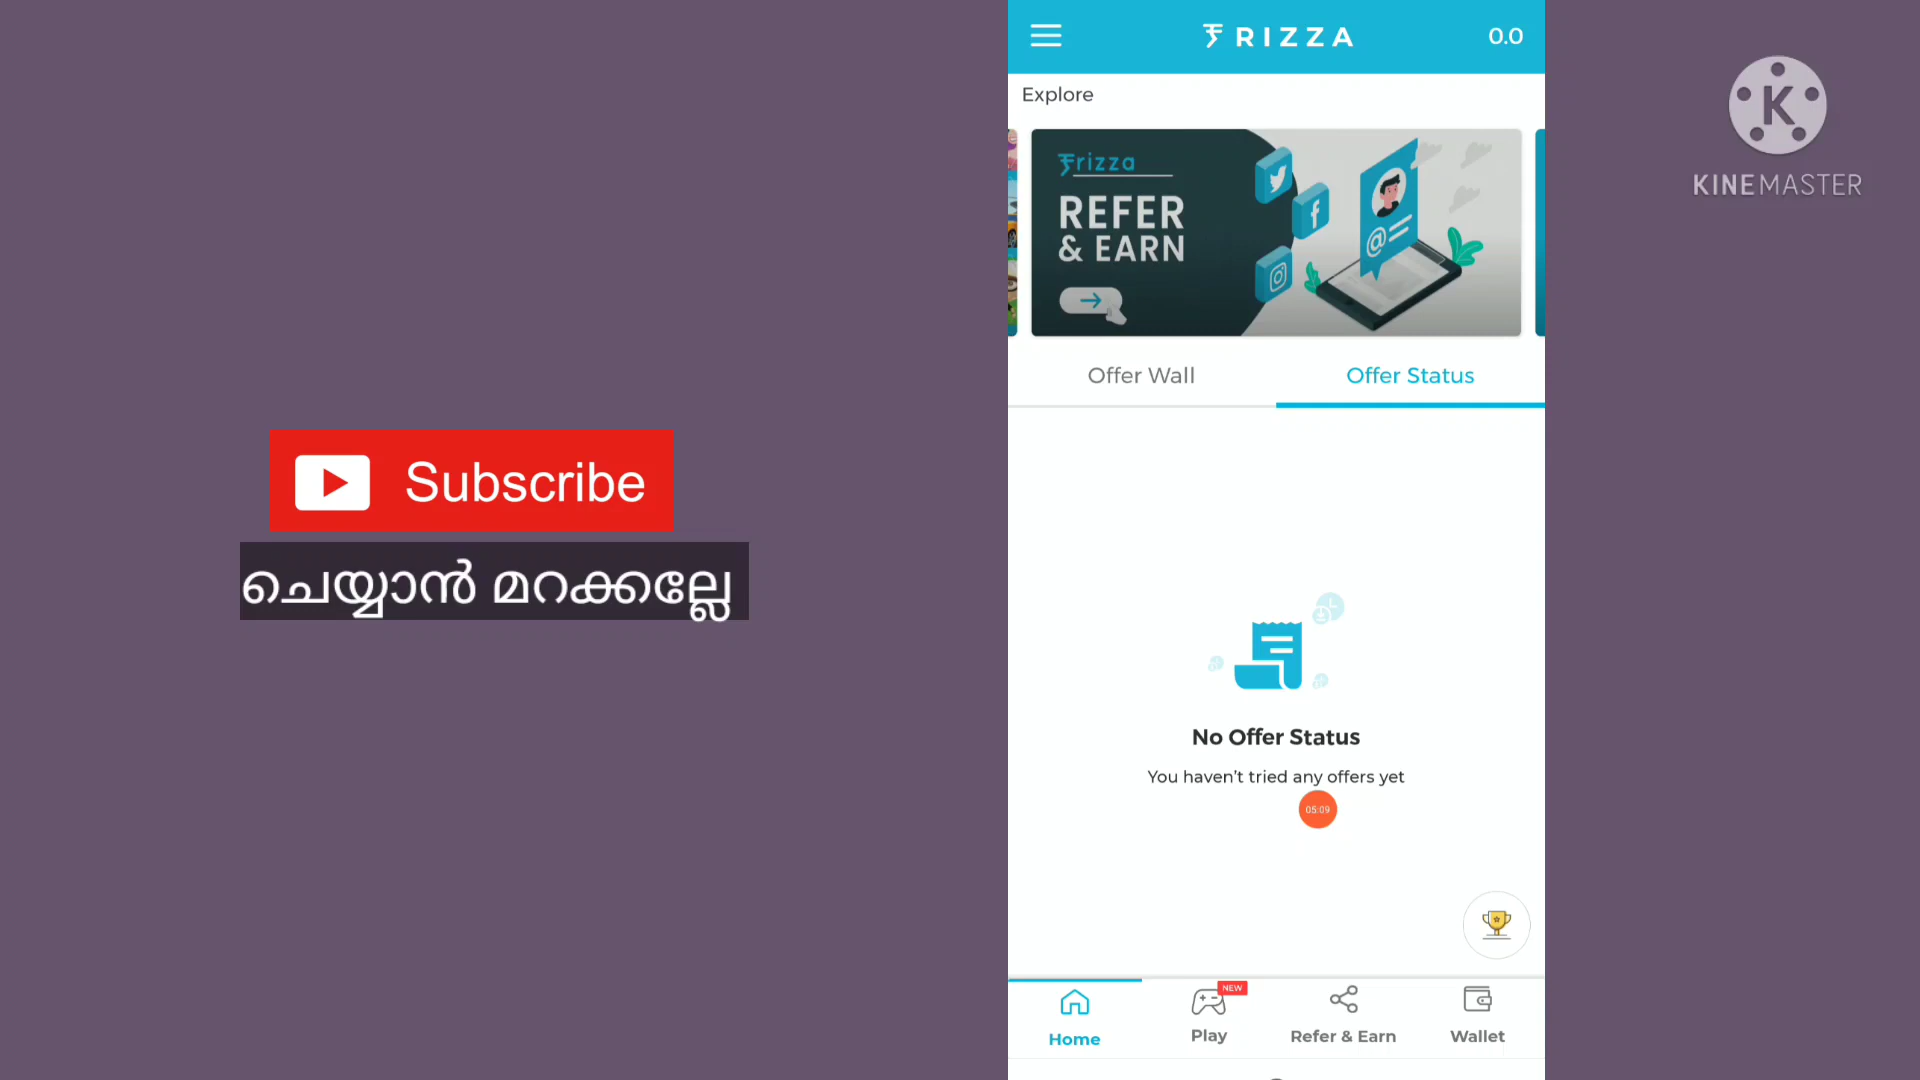 FRIZZA
0.0
Explore
Frizza
REFER
& EARN
Offer Wall
Offer Status
Subscribe
ചെയ്യാൻ മറക്കല്ലേ
No Offer Status
You haven't tried any offers yet
05:09
NEW
Home
Play
Refer & Earn
Wallet
K
KINEMASTER